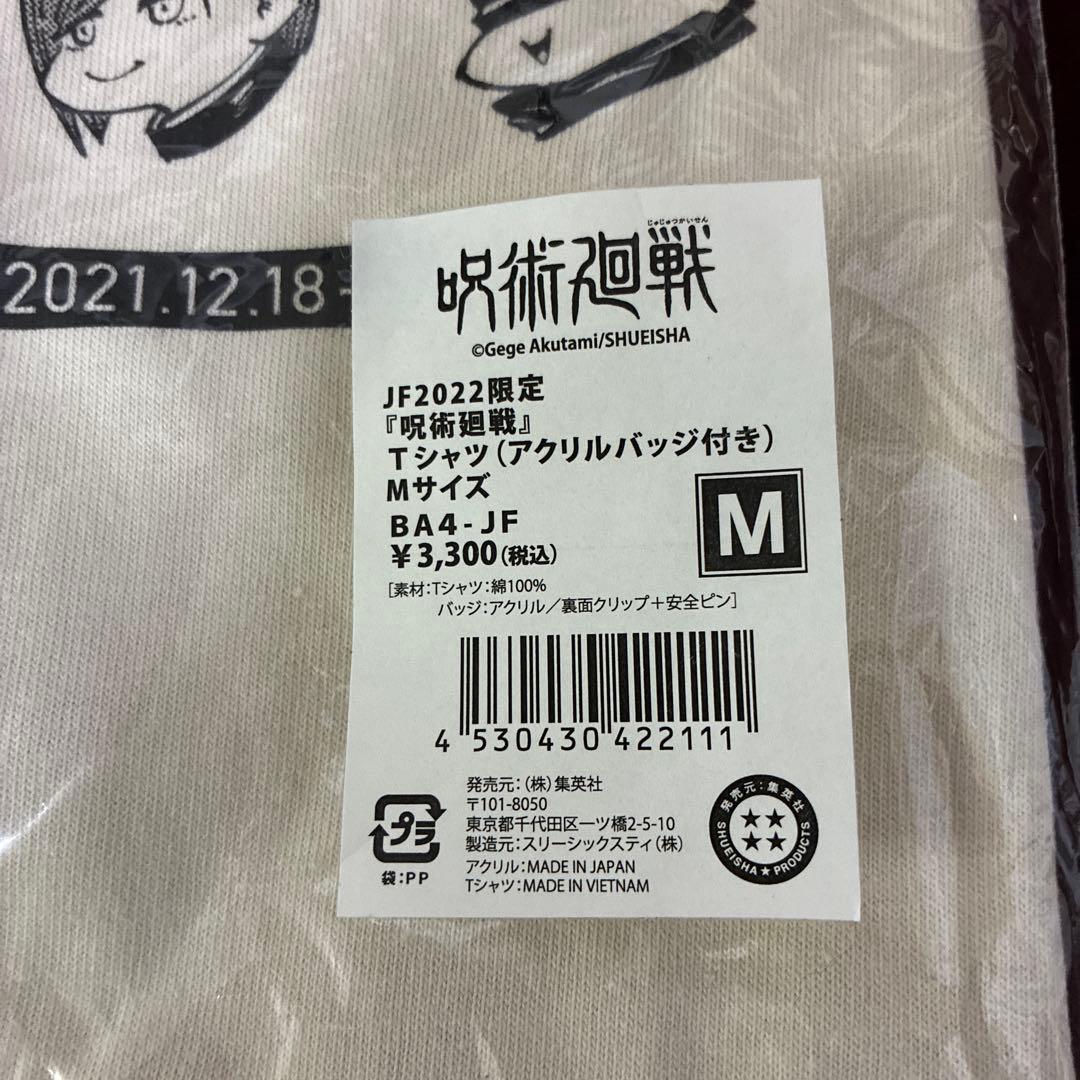 2021.12.18
じゅじゅつかいせん
呪術廻戦
©Gege Akutami/SHUEISHA
JF2022限定
『呪術廻戦』
Tシャツ(アクリルバッジ付き)
Mサイズ
BA4-JF
¥3,300(税込)
M
[素材:Tシャツ:綿100%
バッジ:アクリル/裏面クリップ+安全ピン]
4 530430 422111
発売元:(株)集英社
〒101-8050
東京都千代田区一ツ橋2-5-10
製造元:スリーシックスティ(株)
アクリル:MADE IN JAPAN
Tシャツ:MADE IN VIETNAM
プラ
袋:PP
発売元:集英社
SHUEISHA★PRODUCTS